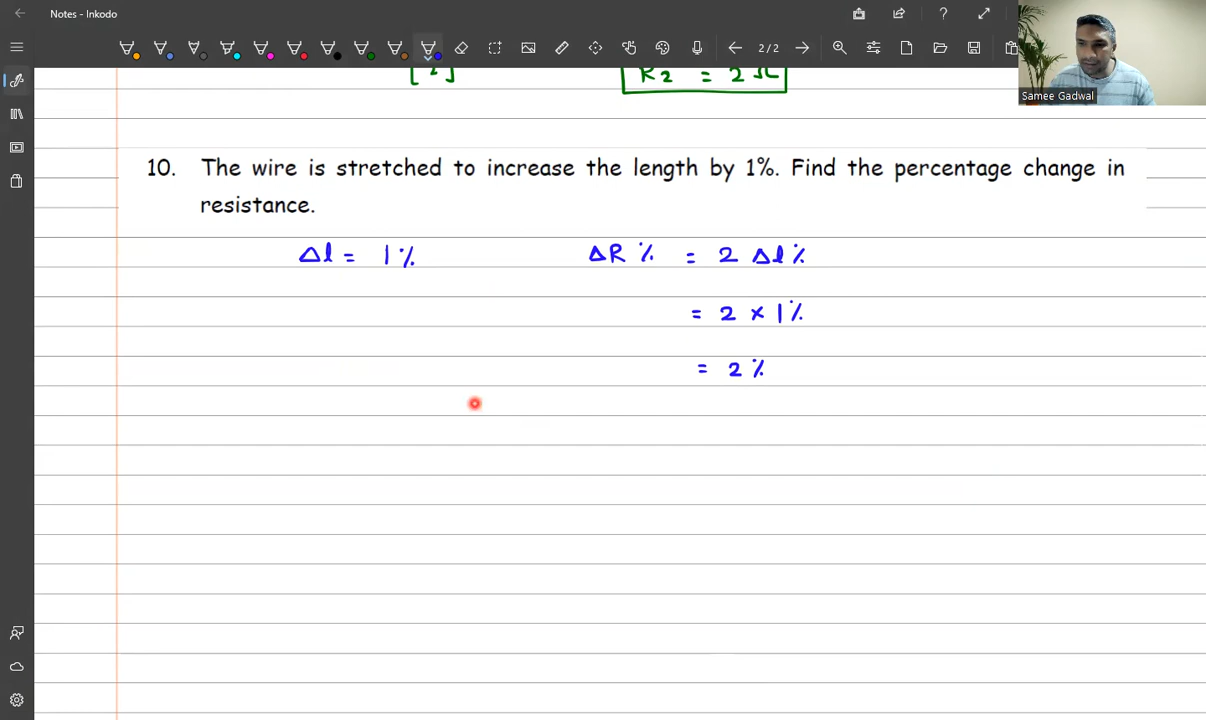 Notes - Inkodo
2/2
Samee Gadwal
R2 = 2 Ω
10. The wire is stretched to increase the length by 1%. Find the percentage change in
resistance.
Δl = 1 %
ΔR % = 2 Δl %
= 2 × 1 %
= 2 %